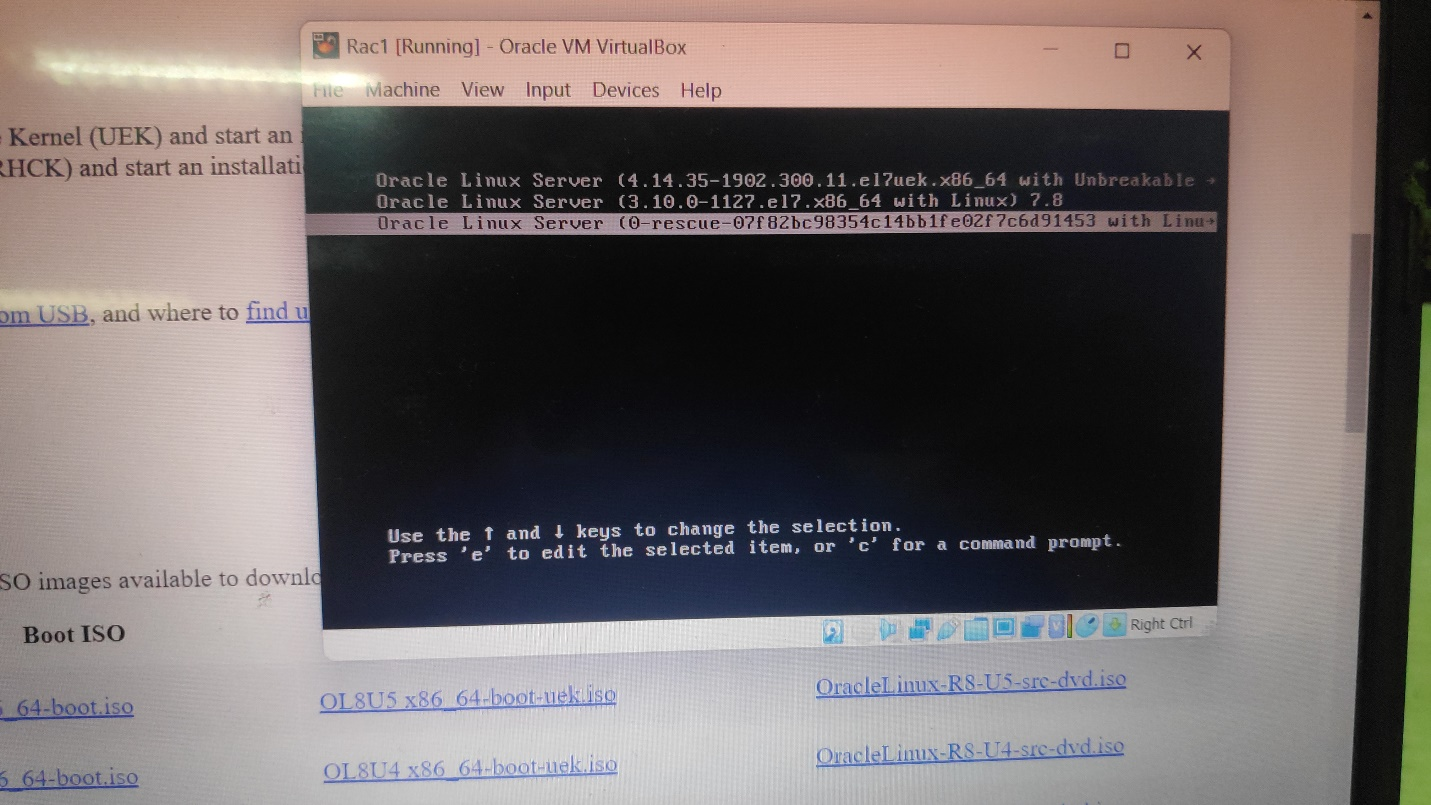 Rac1 [Running] - Oracle VM VirtualBox
File Machine View Input Devices Help
Kernel (UEK) and start an
RHCK) and start an installati
Oracle Linux Server (4.14.35-1902.300.11.el7uek.x86_64 with Unbreakable →
Oracle Linux Server (3.10.0-1127.el7.x86_64 with Linux) 7.8
Oracle Linux Server (0-rescue-07f82bc98354c14bb1fe02f7c6d91453 with Linu→
om USB, and where to find u
Use the ↑ and ↓ keys to change the selection.
Press 'e' to edit the selected item, or 'c' for a command prompt.
SO images available to downlo
Right Ctrl
Boot ISO
_64-boot.iso OL8U5 x86_64-boot-uek.iso OracleLinux-R8-U5-src-dvd.iso
_64-boot.iso OL8U4 x86_64-boot-uek.iso OracleLinux-R8-U4-src-dvd.iso